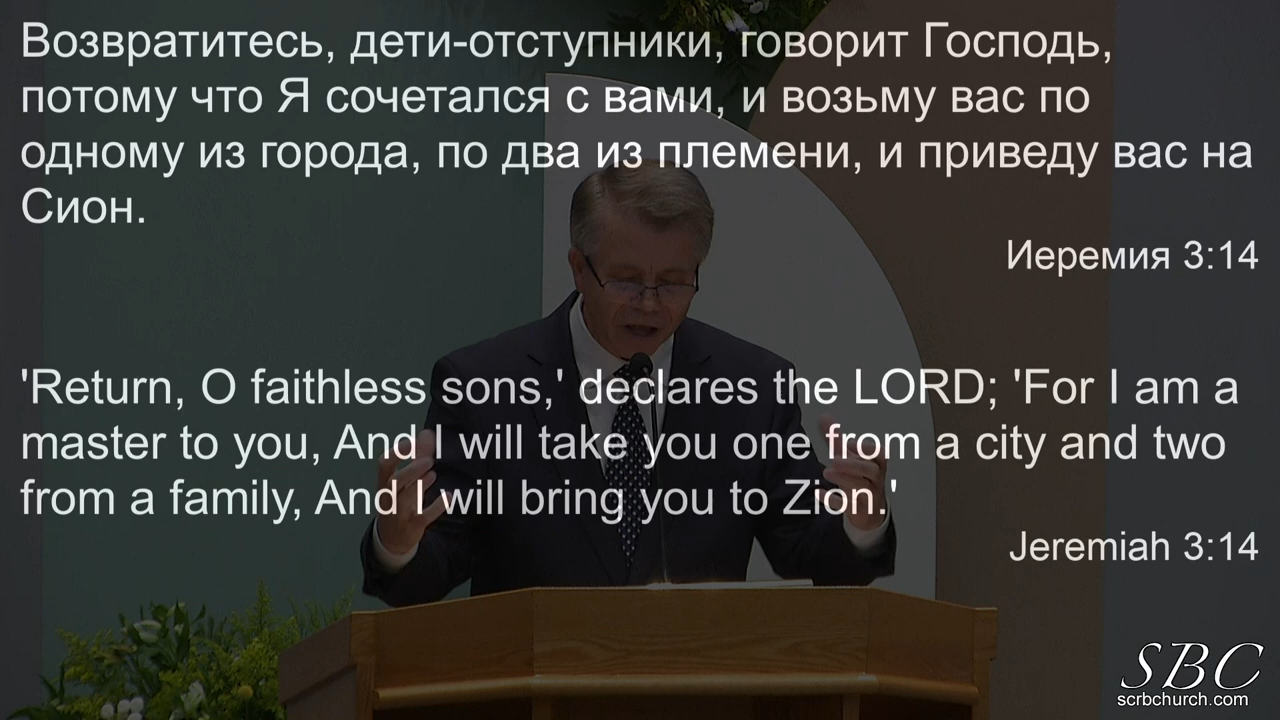 Возвратитесь, дети-отступники, говорит Господь,
потому что Я сочетался с вами, и возьму вас по
одному из города, по два из племени, и приведу вас на
Сион.
Иеремия 3:14
'Return, O faithless sons,' declares the LORD; 'For I am a
master to you, And I will take you one from a city and two
from a family, And I will bring you to Zion.'
Jeremiah 3:14
SBC
scrbchurch.com